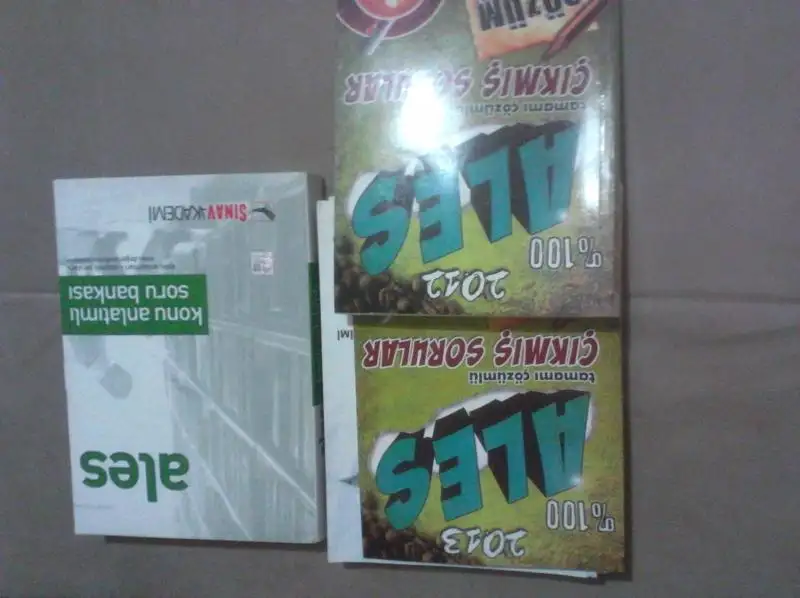 ales
konu anlatımlı
soru bankası
SINAV AKADEMİ
2013
%100
ALES
tamamı çözümlü
ÇIKMIŞ SORULAR
2012
%100
ALES
tamamı çözümlü
ÇIKMIŞ SORULAR
ÇÖZÜM